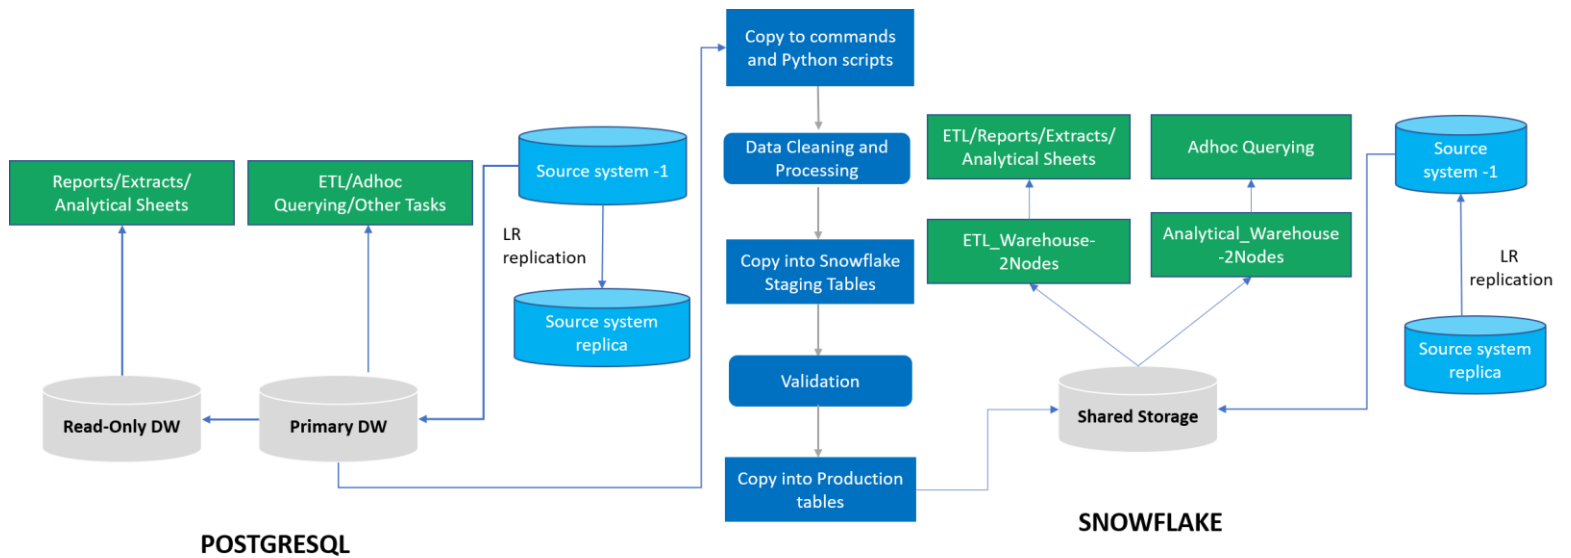 Reports/Extracts/
Analytical Sheets
ETL/Adhoc
Querying/Other Tasks
Source system -1
LR
replication
Source system
replica
Read-Only DW
Primary DW
POSTGRESQL
Copy to commands
and Python scripts
Data Cleaning and
Processing
Copy into Snowflake
Staging Tables
Validation
Copy into Production
tables
ETL/Reports/Extracts/
Analytical Sheets
Adhoc Querying
ETL_Warehouse-
2Nodes
Analytical_Warehouse
-2Nodes
Source
system -1
LR
replication
Source system
replica
Shared Storage
SNOWFLAKE